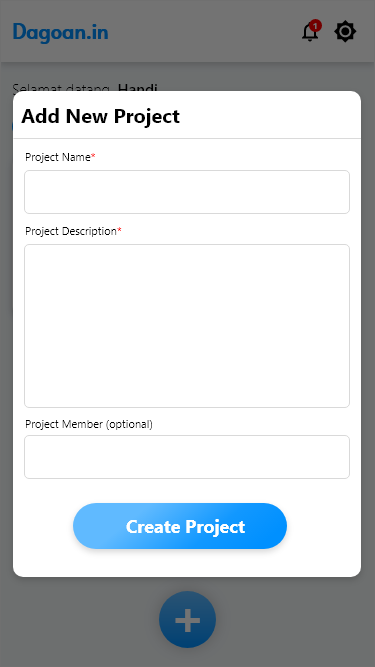 Dagoan.in
1
Selamat datang, Handi
Add New Project
Project Name*
Project Description*
Project Member (optional)
Create Project
+